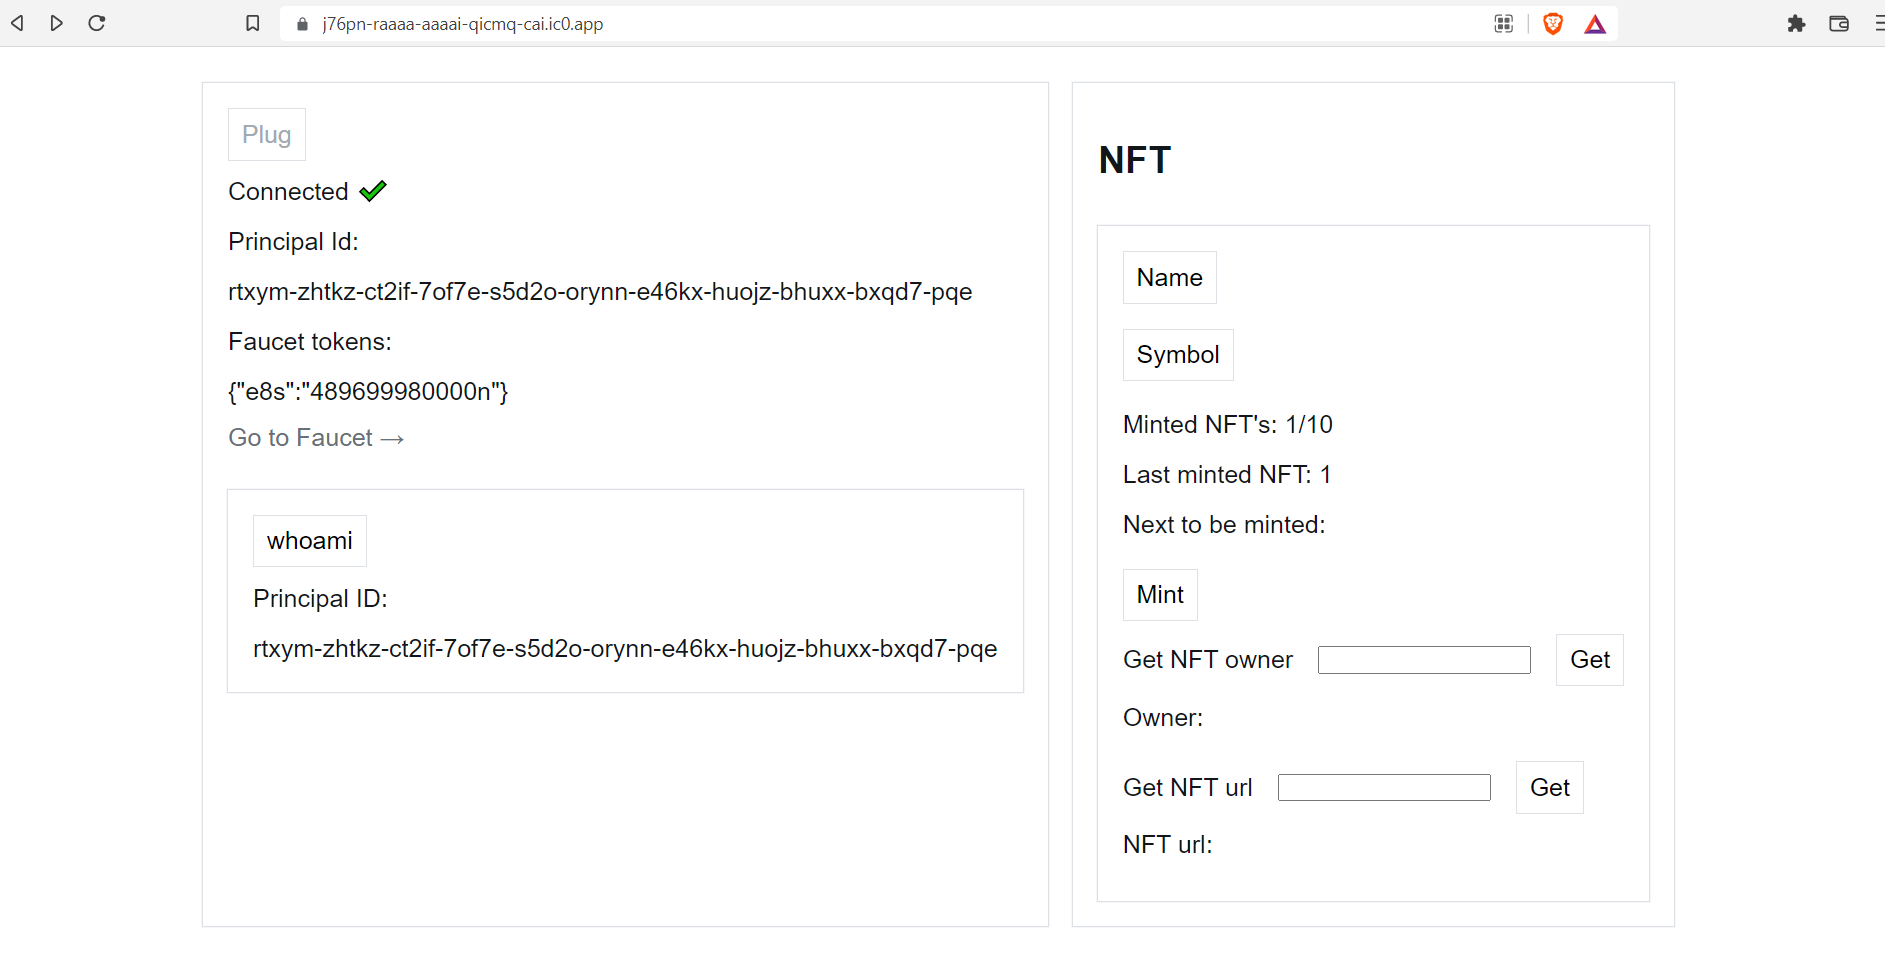 j76pn-raaaa-aaaai-qicmq-cai.ic0.app
Plug
Connected
Principal Id:
rtxym-zhtkz-ct2if-7of7e-s5d2o-orynn-e46kx-huojz-bhuxx-bxqd7-pqe
Faucet tokens:
{"e8s":"489699980000n"}
Go to Faucet →
whoami
Principal ID:
rtxym-zhtkz-ct2if-7of7e-s5d2o-orynn-e46kx-huojz-bhuxx-bxqd7-pqe
NFT
Name
Symbol
Minted NFT's: 1/10
Last minted NFT: 1
Next to be minted:
Mint
Get NFT owner Get
Owner:
Get NFT url Get
NFT url: